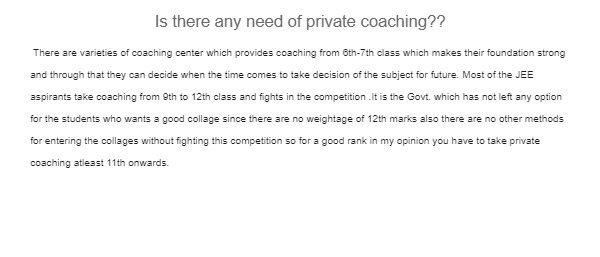 Is there any need of private coaching??
There are varieties of coaching center which provides coaching from 6th-7th class which makes their foundation strong
and through that they can decide when the time comes to take decision of the subject for future. Most of the JEE
aspirants take coaching from 9th to 12th class and fights in the competition .It is the Govt. which has not left any option
for the students who wants a good collage since there are no weightage of 12th marks also there are no other methods
for entering the collages without fighting this competition so for a good rank in my opinion you have to take private
coaching atleast 11th onwards.